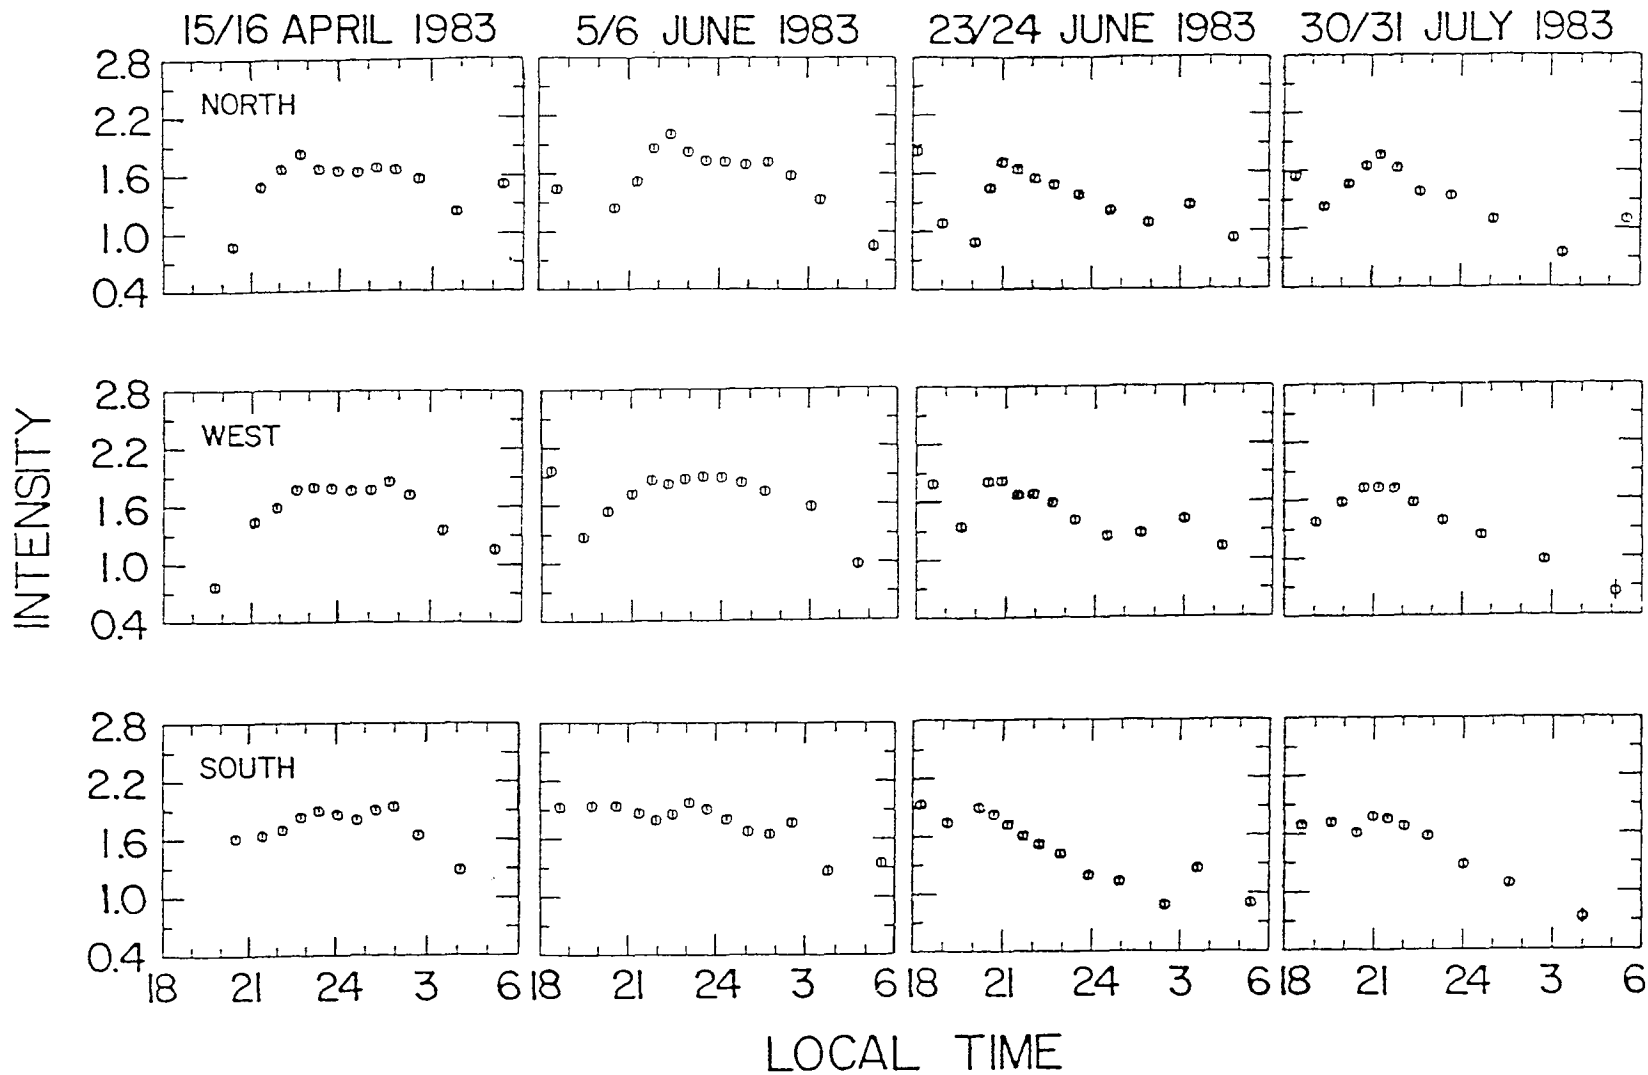 15/16 APRIL 1983 5/6 JUNE 1983 23/24 JUNE 1983 30/31 JULY 1983
2.8
NORTH
2.2
1.6
1.0
0.4
2.8
WEST
2.2
1.6
1.0
0.4
INTENSITY
2.8
SOUTH
2.2
1.6
1.0
0.4
18 21 24 3 6 18 21 24 3 6 18 21 24 3 6 18 21 24 3 6
LOCAL TIME